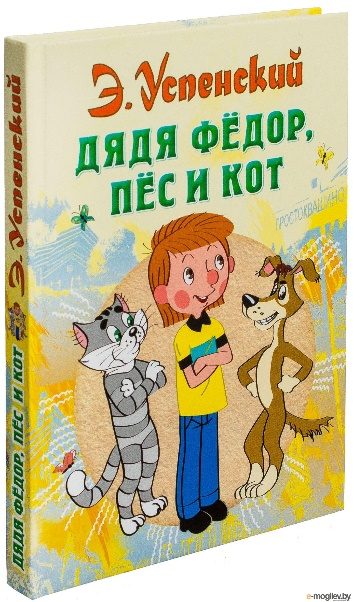 Э. Успенский
ДЯДЯ ФЁДОР,
ПЁС И КОТ
ПРОСТОКВАШИНО
Э. Успенский
ДЯДЯ ФЁДОР, ПЁС И КОТ
e-mogilev.by